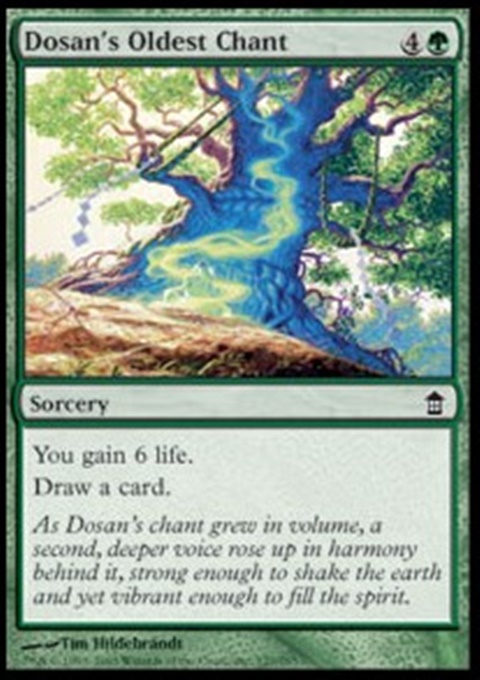 Dosan's Oldest Chant 4
Sorcery
You gain 6 life.
Draw a card.
As Dosan's chant grew in volume, a
second, deeper voice rose up in harmony
behind it, strong enough to shake the earth
and yet vibrant enough to fill the spirit.
Tim Hildebrandt